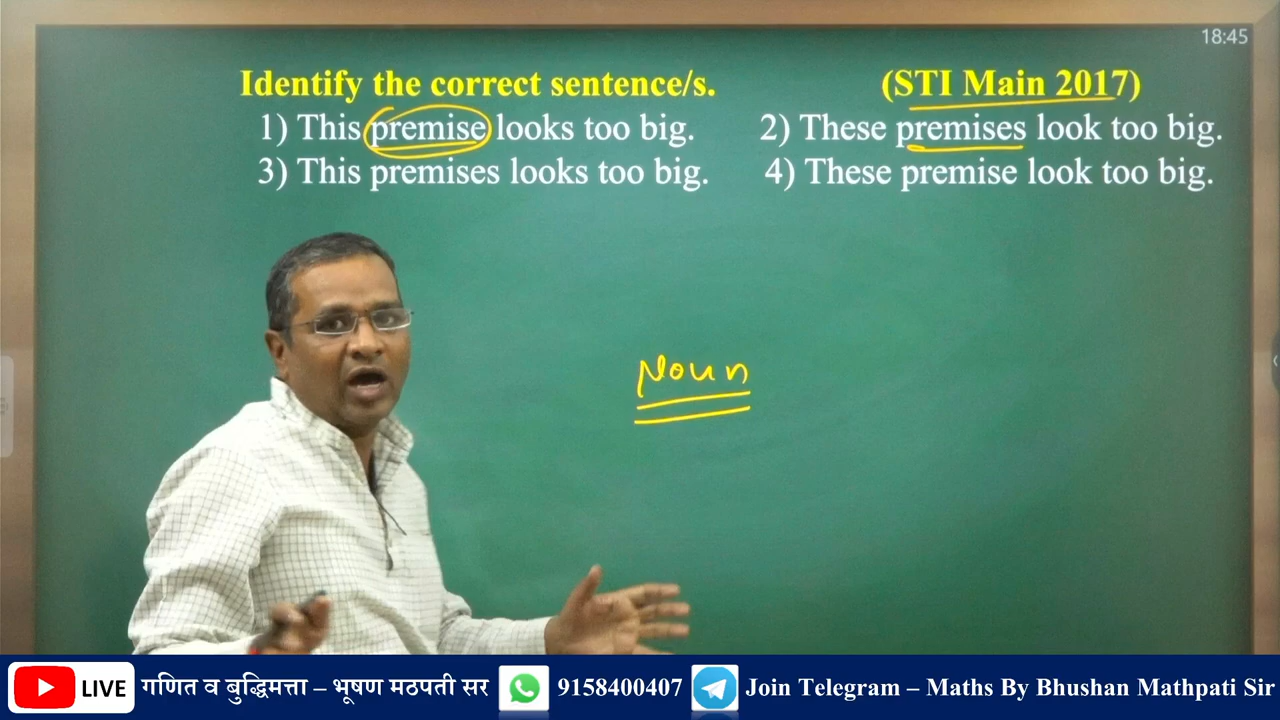 18:45
Identify the correct sentence/s. (STI Main 2017)
1) This premise looks too big. 2) These premises look too big.
3) This premises looks too big. 4) These premise look too big.
Noun
LIVE गणित व बुद्धिमत्ता – भूषण मठपती सर 9158400407 Join Telegram – Maths By Bhushan Mathpati Sir